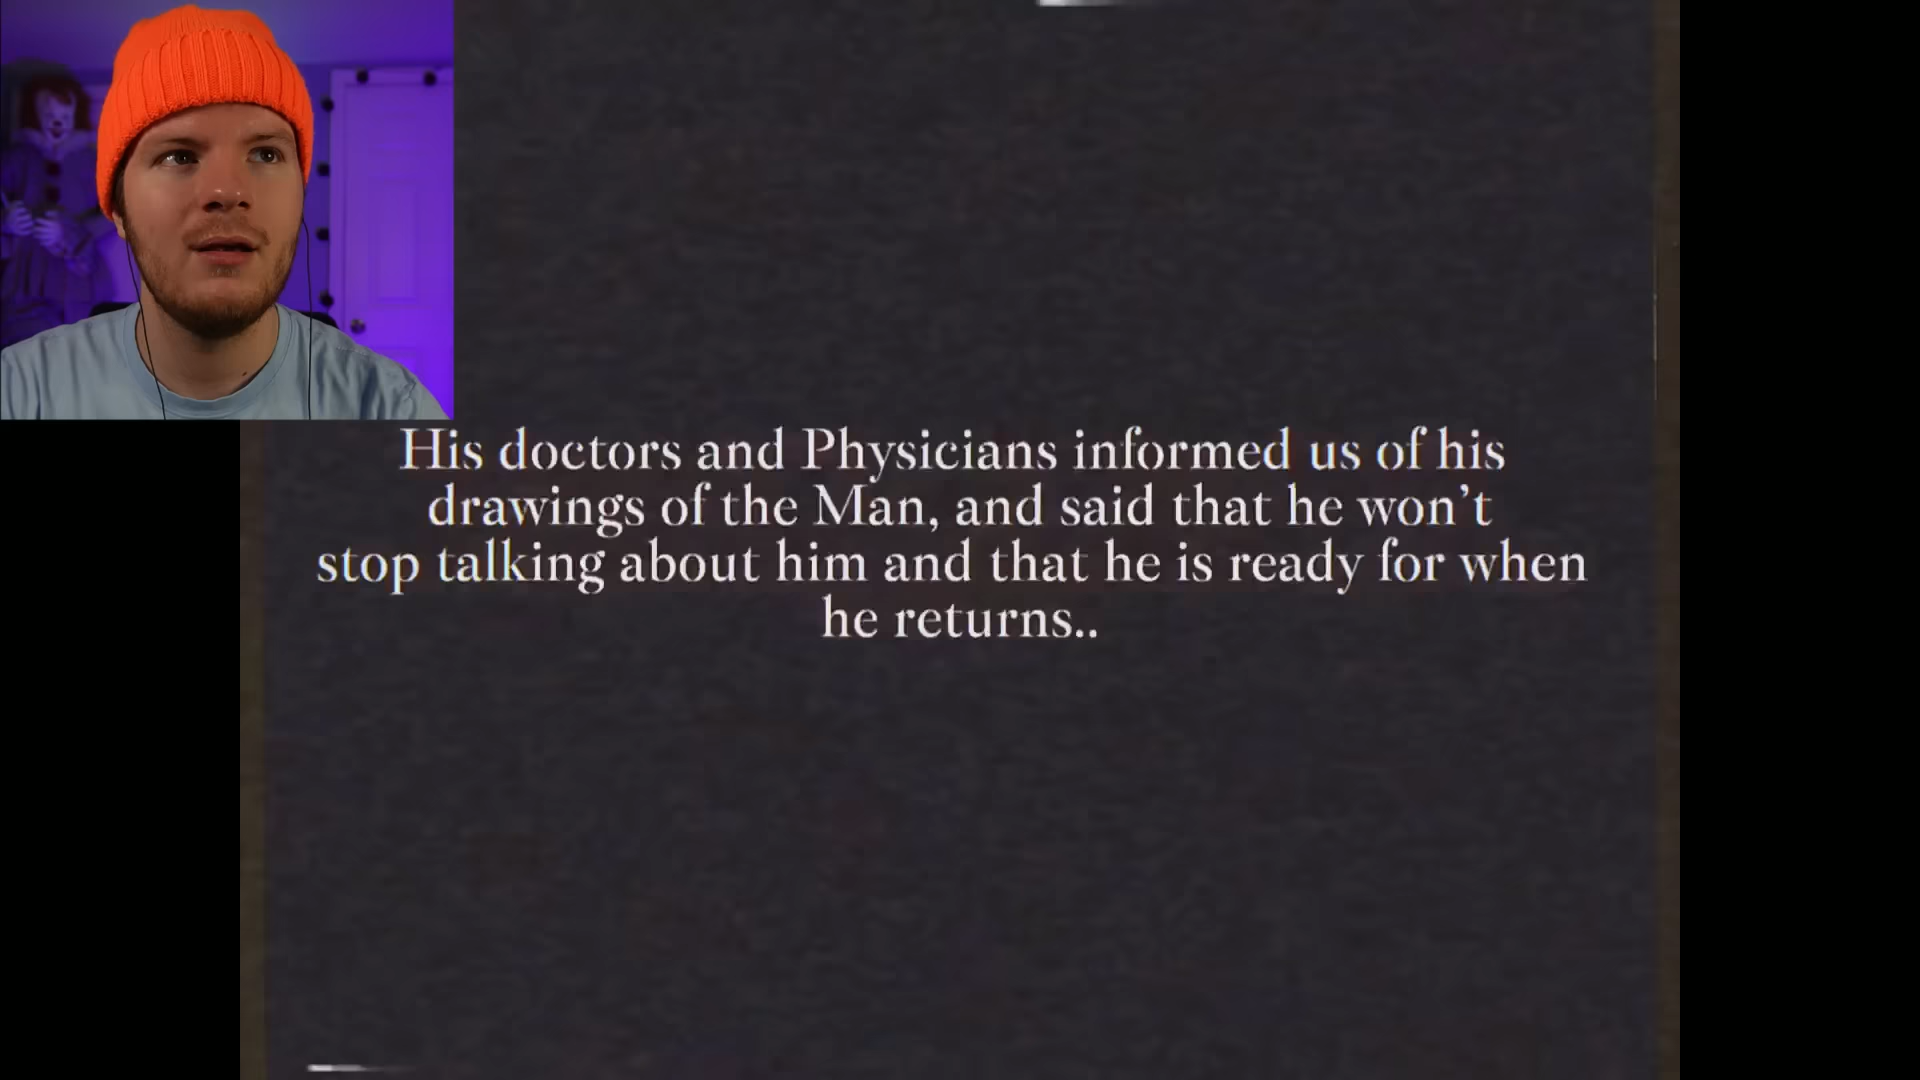 His doctors and Physicians informed us of his
drawings of the Man, and said that he won’t
stop talking about him and that he is ready for when
he returns..